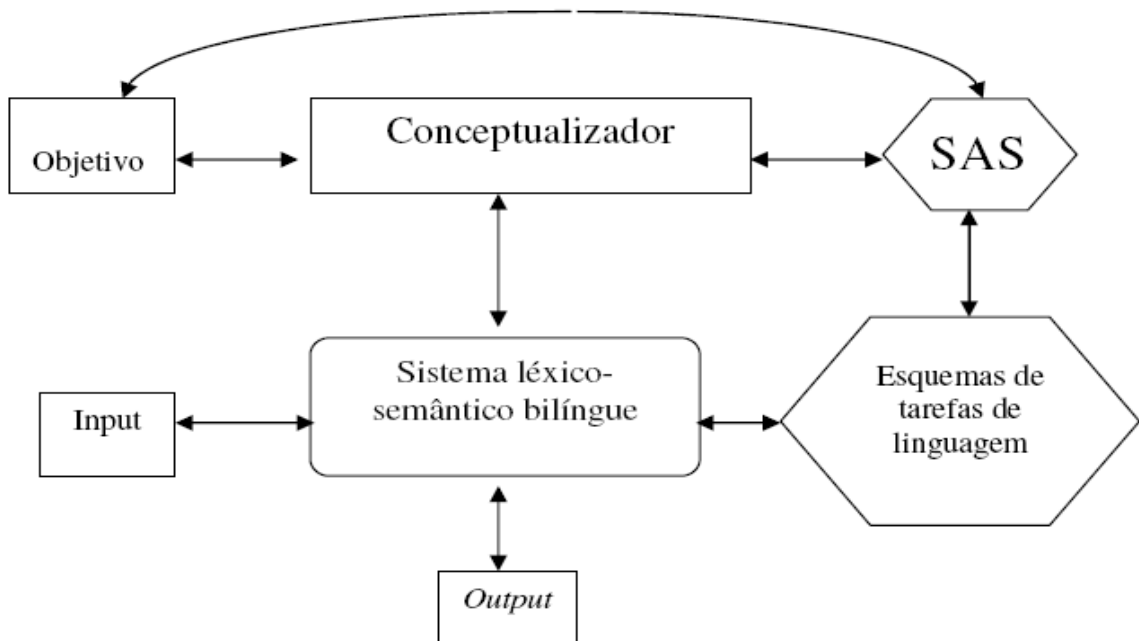 Objetivo
Conceptualizador
SAS
Sistema léxico-
semântico bilíngue
Input
Esquemas de
tarefas de
linguagem
Output